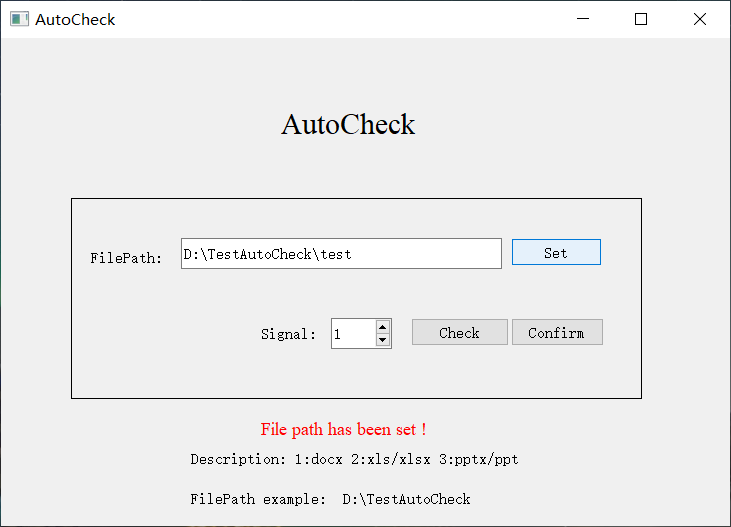 AutoCheck
AutoCheck
FilePath: D:\TestAutoCheck\test Set
Signal: 1 Check Confirm
File path has been set !
Description: 1:docx 2:xls/xlsx 3:pptx/ppt
FilePath example: D:\TestAutoCheck